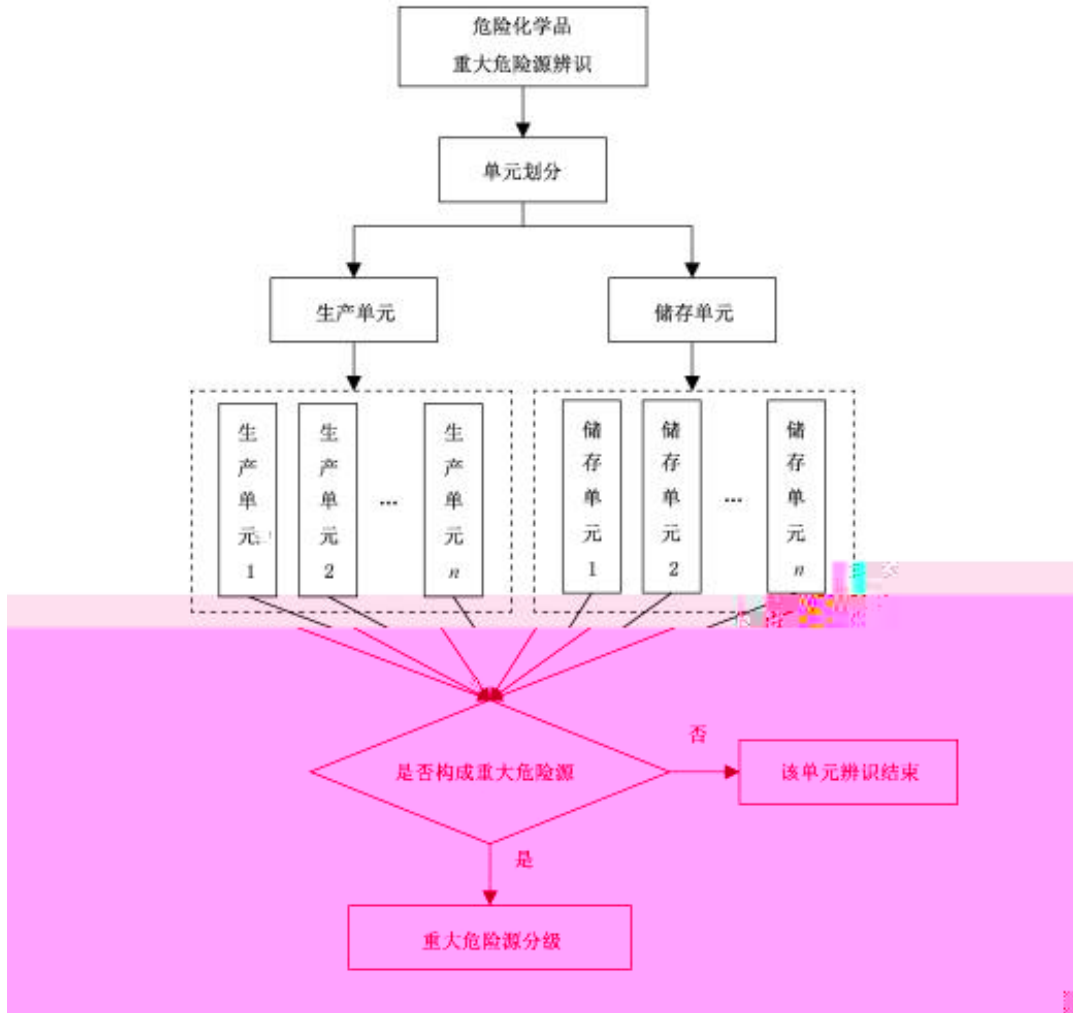 危险化学品
重大危险源辨识
单元划分
生产单元
储存单元
生产单元1
生产单元2
…
生产单元n
储存单元1
储存单元2
…
储存单元n
是否构成重大危险源
否
该单元辨识结束
是
重大危险源分级